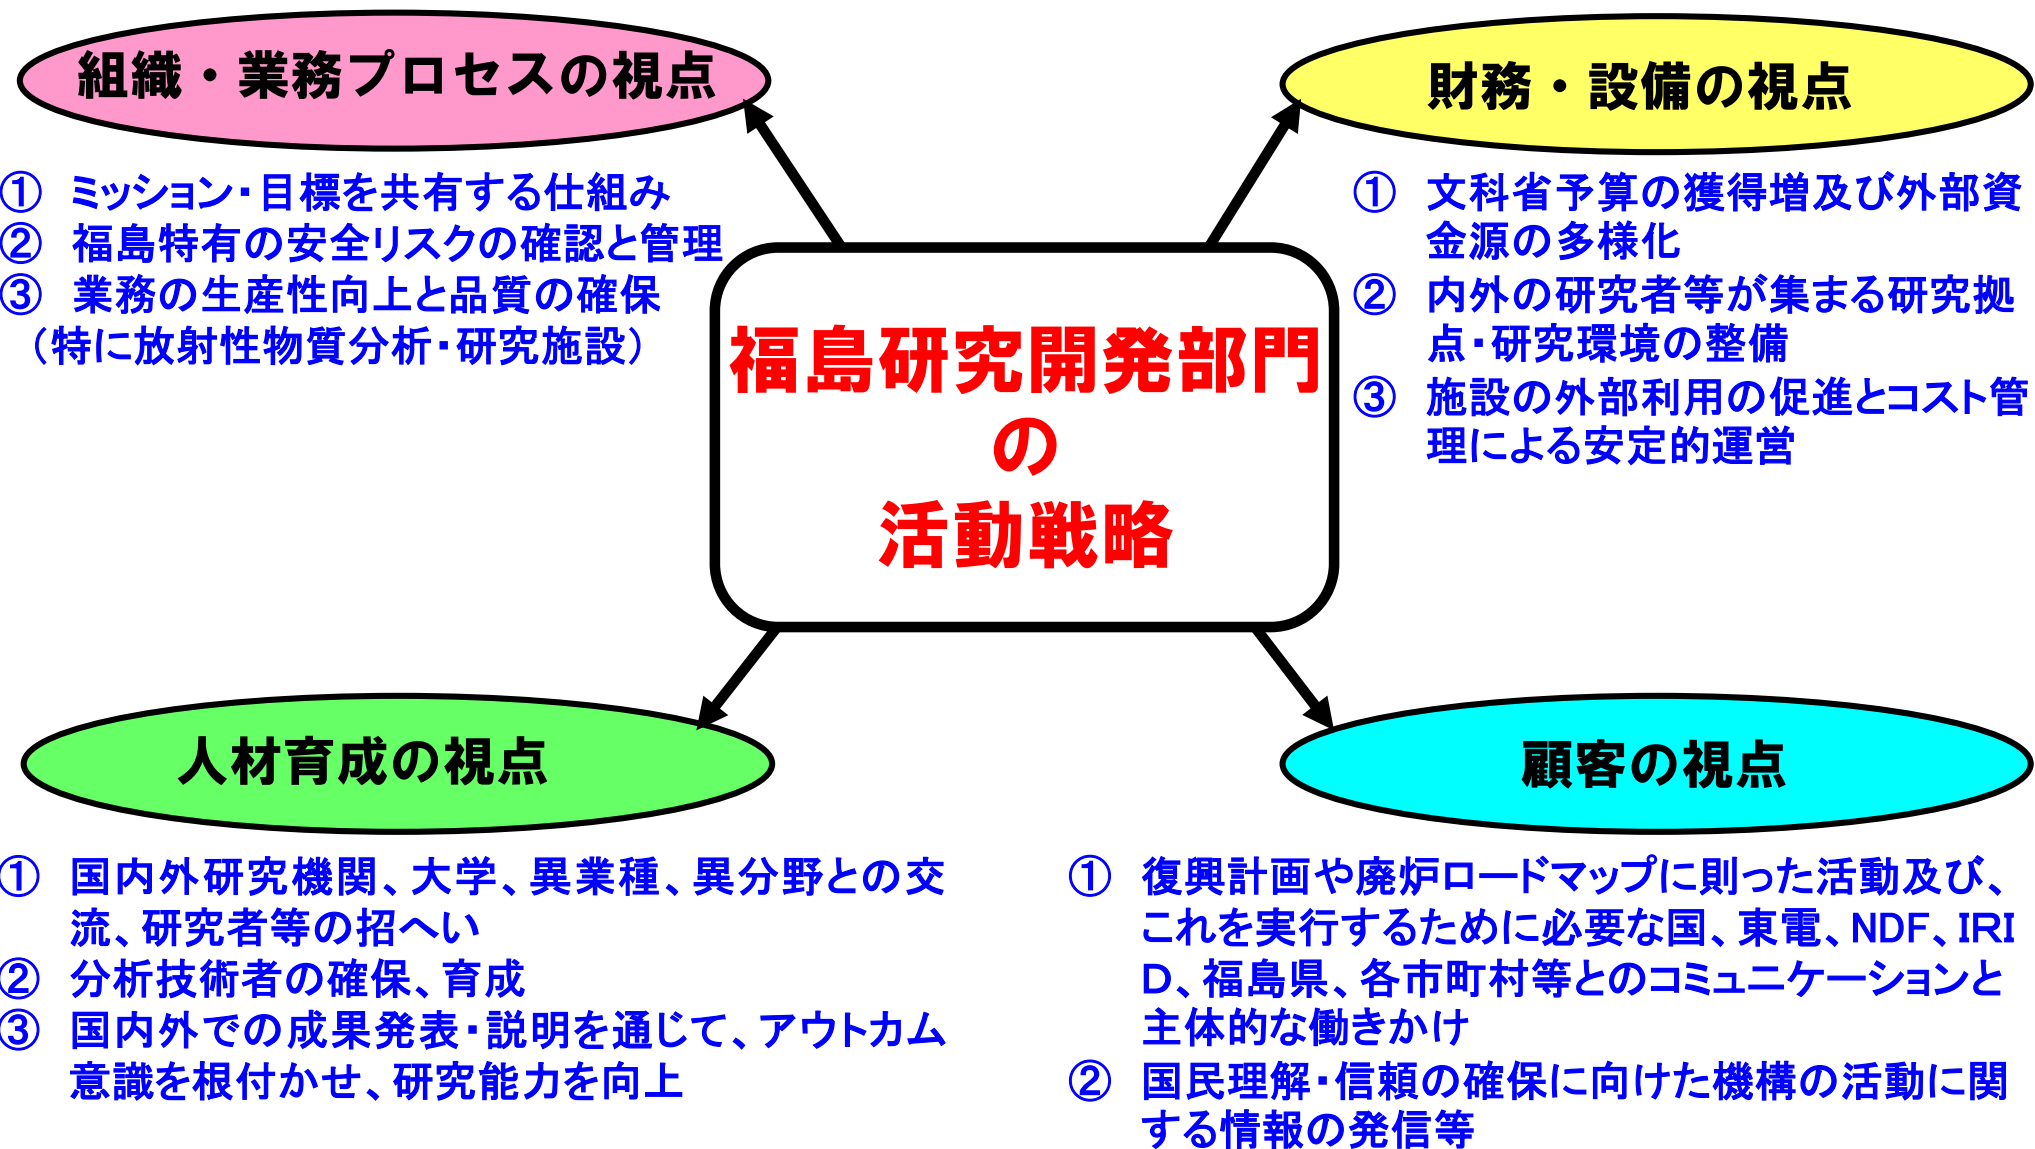 組織・業務プロセスの視点
① ミッション・目標を共有する仕組み
② 福島特有の安全リスクの確認と管理
③ 業務の生産性向上と品質の確保
（特に放射性物質分析・研究施設）
財務・設備の視点
① 文科省予算の獲得増及び外部資
金源の多様化
② 内外の研究者等が集まる研究拠
点・研究環境の整備
③ 施設の外部利用の促進とコスト管
理による安定的運営
福島研究開発部門
の
活動戦略
人材育成の視点
① 国内外研究機関、大学、異業種、異分野との交
流、研究者等の招へい
② 分析技術者の確保、育成
③ 国内外での成果発表・説明を通じて、アウトカム
意識を根付かせ、研究能力を向上
顧客の視点
① 復興計画や廃炉ロードマップに則った活動及び、
これを実行するために必要な国、東電、NDF、IRI
D、福島県、各市町村等とのコミュニケーションと
主体的な働きかけ
② 国民理解・信頼の確保に向けた機構の活動に関
する情報の発信等